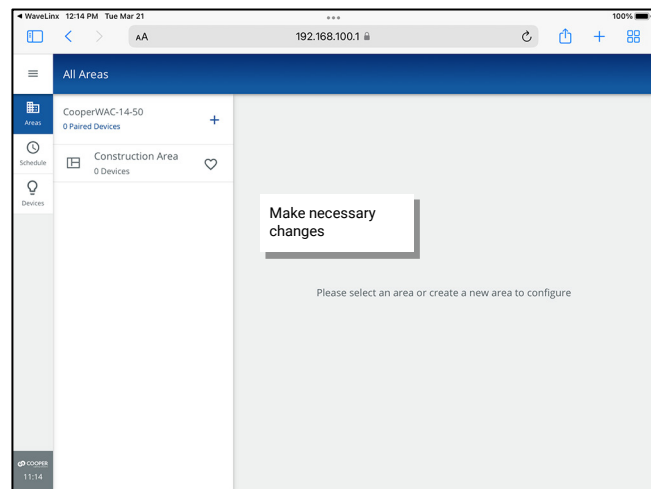 ◄ WaveLinx 12:14 PM Tue Mar 21
100%
AA
192.168.100.1
All Areas
Areas
Schedule
Devices
CooperWAC-14-50
0 Paired Devices
Construction Area
0 Devices
Make necessary
changes
Please select an area or create a new area to configure
COOPER
11:14